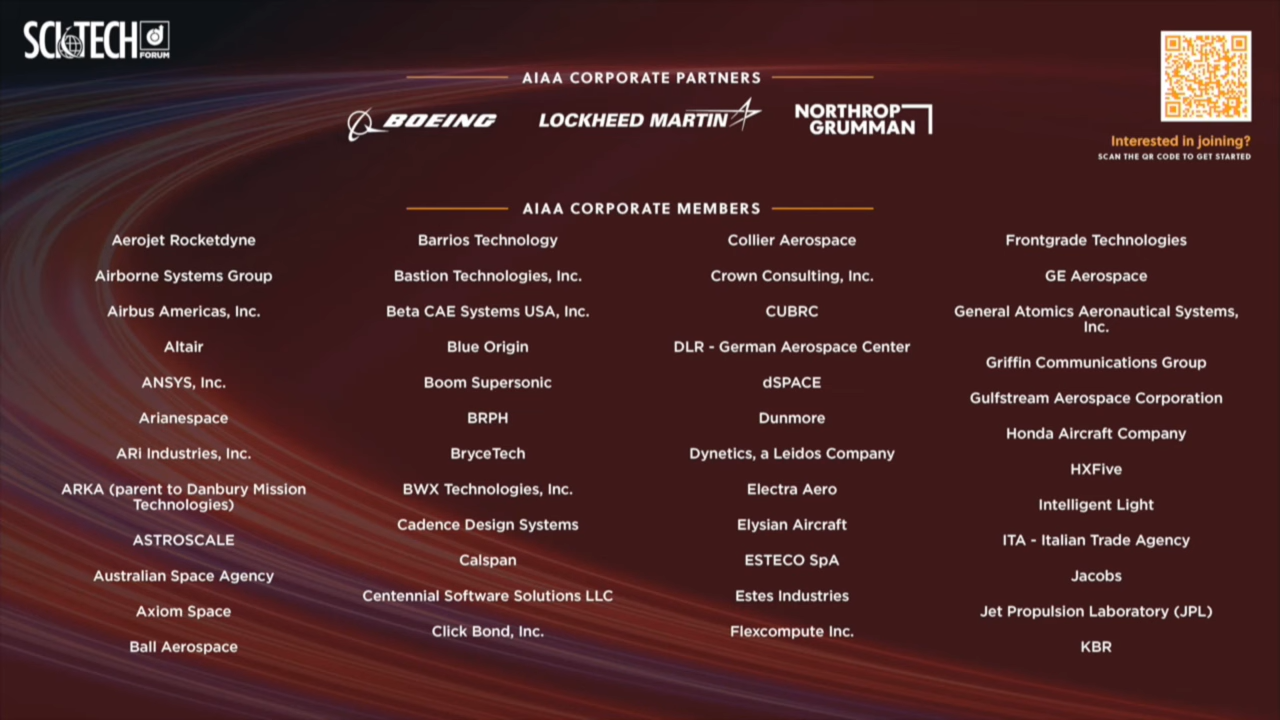 SCITECH
FORUM
AIAA CORPORATE PARTNERS
BOEING
LOCKHEED MARTIN
NORTHROP
GRUMMAN
Interested in joining?
SCAN THE QR CODE TO GET STARTED
AIAA CORPORATE MEMBERS
Aerojet Rocketdyne
Airborne Systems Group
Airbus Americas, Inc.
Altair
ANSYS, Inc.
Arianespace
ARi Industries, Inc.
ARKA (parent to Danbury Mission
Technologies)
ASTROSCALE
Australian Space Agency
Axiom Space
Ball Aerospace
Barrios Technology
Bastion Technologies, Inc.
Beta CAE Systems USA, Inc.
Blue Origin
Boom Supersonic
BRPH
BryceTech
BWX Technologies, Inc.
Cadence Design Systems
Calspan
Centennial Software Solutions LLC
Click Bond, Inc.
Collier Aerospace
Crown Consulting, Inc.
CUBRC
DLR - German Aerospace Center
dSPACE
Dunmore
Dynetics, a Leidos Company
Electra Aero
Elysian Aircraft
ESTECO SpA
Estes Industries
Flexcompute Inc.
Frontgrade Technologies
GE Aerospace
General Atomics Aeronautical Systems,
Inc.
Griffin Communications Group
Gulfstream Aerospace Corporation
Honda Aircraft Company
HXFive
Intelligent Light
ITA - Italian Trade Agency
Jacobs
Jet Propulsion Laboratory (JPL)
KBR